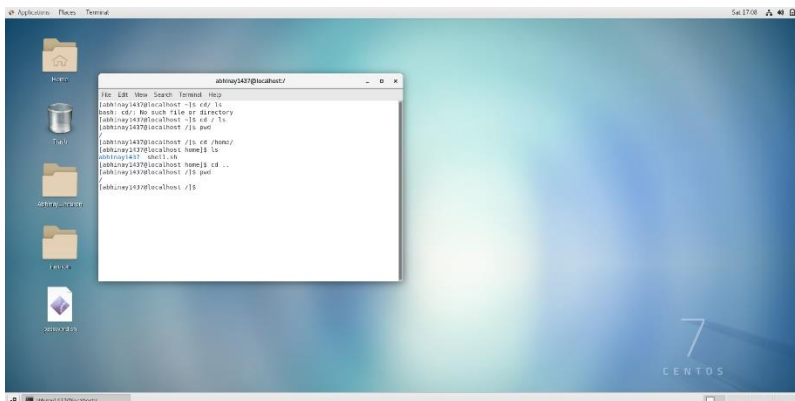 Applications Places Terminal
Sat 17:08
Home
Trash
abhinay1437@localhost:/
File Edit View Search Terminal Help
[abhinay1437@localhost ~]$ cd/ ls
bash: cd/: No such file or directory
[abhinay1437@localhost ~]$ cd / ls
[abhinay1437@localhost /]$ pwd
/
[abhinay1437@localhost /]$ cd /home/
[abhinay1437@localhost home]$ ls
abhinay1437 shell.sh
[abhinay1437@localhost home]$ cd ..
[abhinay1437@localhost /]$ pwd
/
[abhinay1437@localhost /]$
7
CENTOS
abhinay1437@localhost:/